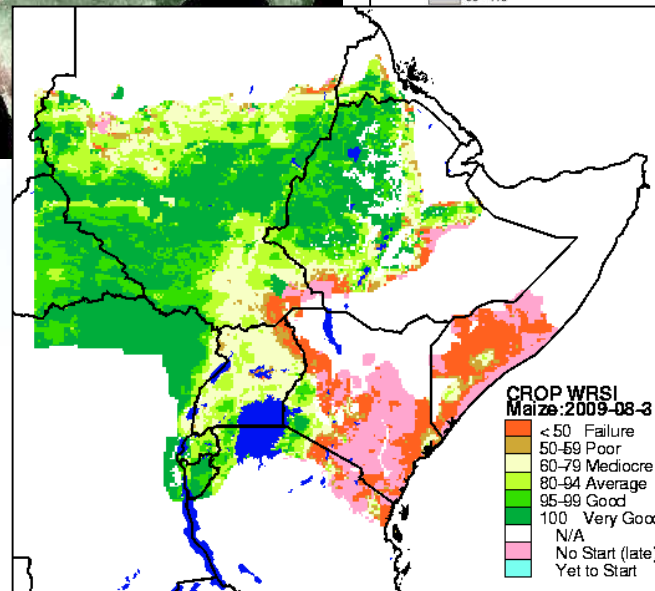 CROP WRSI
Maize:2009-08-3
<50 Failure
50-59 Poor
60-79 Mediocre
80-94 Average
95-99 Good
100 Very Good
N/A
No Start (late)
Yet to Start